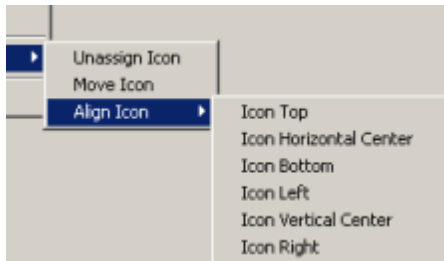 Unassign Icon
Move Icon
Align Icon
Icon Top
Icon Horizontal Center
Icon Bottom
Icon Left
Icon Vertical Center
Icon Right